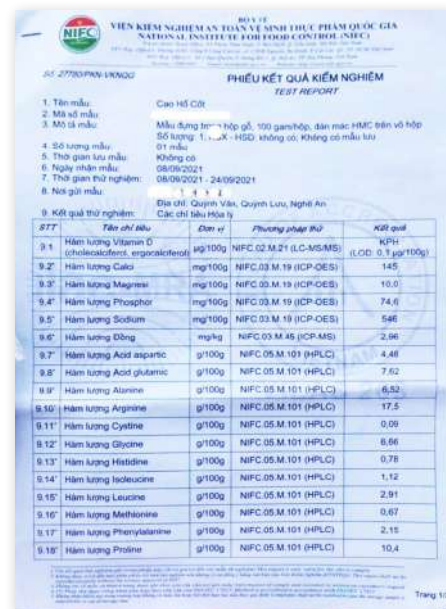 BỘ Y TẾ
VIỆN KIỂM NGHIỆM AN TOÀN VỆ SINH THỰC PHẨM QUỐC GIA
NATIONAL INSTITUTE FOR FOOD CONTROL (NIFC)
NIFC
Số: 27780/PKN-VKNQG
PHIẾU KẾT QUẢ KIỂM NGHIỆM
TEST REPORT
1. Tên mẫu: Cao Hổ Cốt
2. Mã số mẫu:
3. Mô tả mẫu: Mẫu đựng trong hộp gỗ, 100 gam/hộp, dán mác HMC trên vỏ hộp
Số lượng: 1; - HSD: không có; Không có mẫu lưu
4. Số lượng mẫu: 01 mẫu
5. Thời gian lưu mẫu: Không có
6. Ngày nhận mẫu: 08/09/2021
7. Thời gian thử nghiệm: 08/09/2021 - 24/09/2021
8. Nơi gửi mẫu:
Địa chỉ: Quỳnh Văn, Quỳnh Lưu, Nghệ An
9. Kết quả thử nghiệm: Các chỉ tiêu Hóa lý
STT Tên chỉ tiêu Đơn vị Phương pháp thử Kết quả
9.1 Hàm lượng Vitamin D (cholecalciferol, ergocalciferol) µg/100g NIFC.02.M.21 (LC-MS/MS) KPH (LOD: 0,1 µg/100g)
9.2* Hàm lượng Calci mg/100g NIFC.03.M.19 (ICP-OES) 145
9.3* Hàm lượng Magnesi mg/100g NIFC.03.M.19 (ICP-OES) 10,0
9.4* Hàm lượng Phosphor mg/100g NIFC.03.M.19 (ICP-OES) 74,6
9.5* Hàm lượng Sodium mg/100g NIFC.03.M.19 (ICP-OES) 546
9.6* Hàm lượng Đồng mg/kg NIFC.03.M.45 (ICP-MS) 2,96
9.7* Hàm lượng Acid aspartic g/100g NIFC.05.M.101 (HPLC) 4,48
9.8* Hàm lượng Acid glutamic g/100g NIFC.05.M.101 (HPLC) 7,62
9.9* Hàm lượng Alanine g/100g NIFC.05.M.101 (HPLC) 6,52
9.10* Hàm lượng Arginine g/100g NIFC.05.M.101 (HPLC) 17,5
9.11* Hàm lượng Cystine g/100g NIFC.05.M.101 (HPLC) 0,09
9.12* Hàm lượng Glycine g/100g NIFC.05.M.101 (HPLC) 6,66
9.13* Hàm lượng Histidine g/100g NIFC.05.M.101 (HPLC) 0,78
9.14* Hàm lượng Isoleucine g/100g NIFC.05.M.101 (HPLC) 1,12
9.15* Hàm lượng Leucine g/100g NIFC.05.M.101 (HPLC) 2,91
9.16* Hàm lượng Methionine g/100g NIFC.05.M.101 (HPLC) 0,67
9.17* Hàm lượng Phenylalanine g/100g NIFC.05.M.101 (HPLC) 2,15
9.18* Hàm lượng Proline g/100g NIFC.05.M.101 (HPLC) 10,4